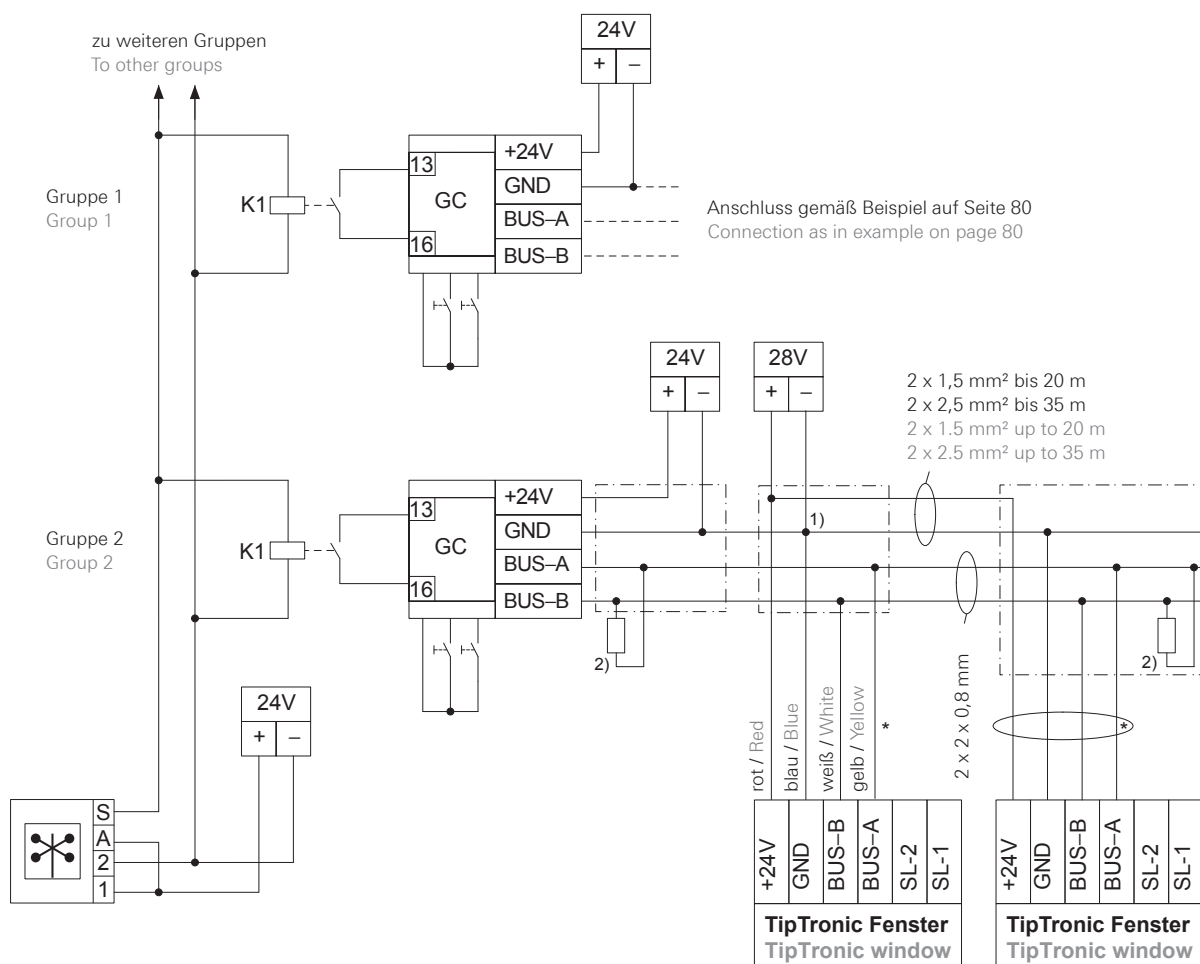 zu weiteren Gruppen
To other groups
24V
+ –
Gruppe 1
Group 1
K1
13
16
GC
+24V
GND
BUS–A
BUS–B
Anschluss gemäß Beispiel auf Seite 80
Connection as in example on page 80
24V
+ –
28V
+ –
2 x 1,5 mm² bis 20 m
2 x 2,5 mm² bis 35 m
2 x 1.5 mm² up to 20 m
2 x 2.5 mm² up to 35 m
Gruppe 2
Group 2
K1
13
16
GC
+24V
GND
BUS–A
BUS–B
1)
2)
2)
24V
+ –
S
A
2
1
rot / Red
blau / Blue
weiß / White
gelb / Yellow
*
2 x 2 x 0,8 mm
*
+24V
GND
BUS–B
BUS–A
SL-2
SL-1
TipTronic Fenster
TipTronic window
+24V
GND
BUS–B
BUS–A
SL-2
SL-1
TipTronic Fenster
TipTronic window